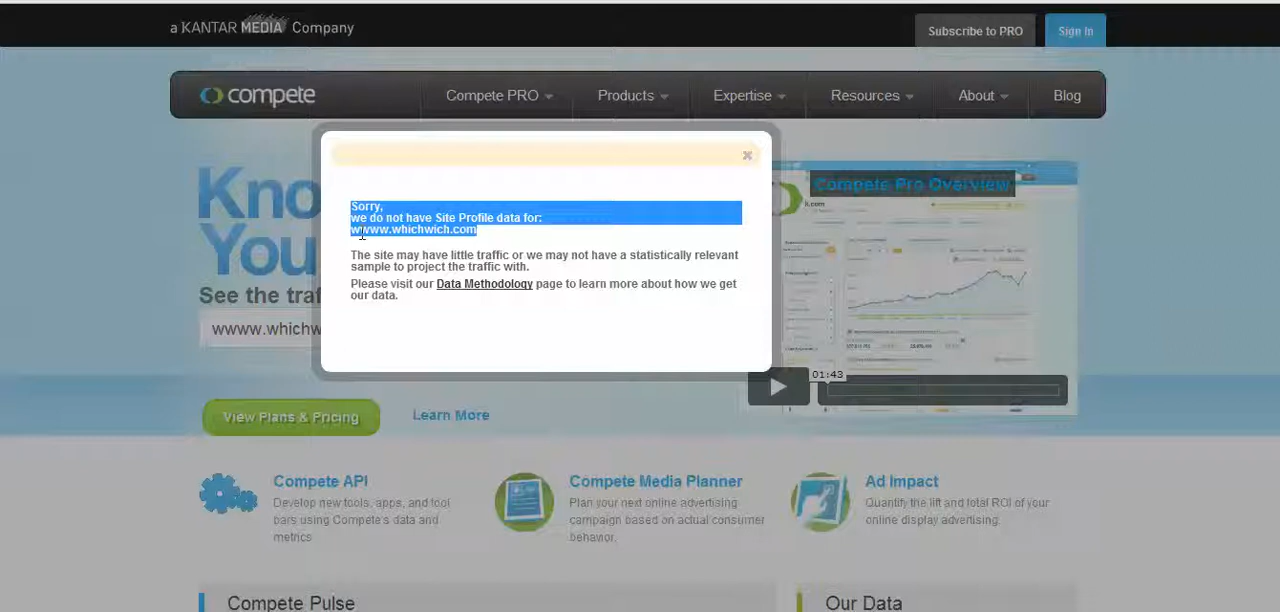 a KANTAR MEDIA Company
Subscribe to PRO
Sign In
compete
Compete PRO
Products
Expertise
Resources
About
Blog
Kno
You
See the traf
wwww.whichw
Sorry,
we do not have Site Profile data for:
wwww.whichwich.com
The site may have little traffic or we may not have a statistically relevant
sample to project the traffic with.
Please visit our Data Methodology page to learn more about how we get
our data.
Compete Pro Overview
01:43
View Plans & Pricing
Learn More
Compete API
Develop new tools, apps, and tool
bars using Compete's data and
metrics
Compete Media Planner
Plan your next online advertising
campaign based on actual consumer
behavior.
Ad Impact
Quantify the lift and total ROI of your
online display advertising.
Compete Pulse
Our Data